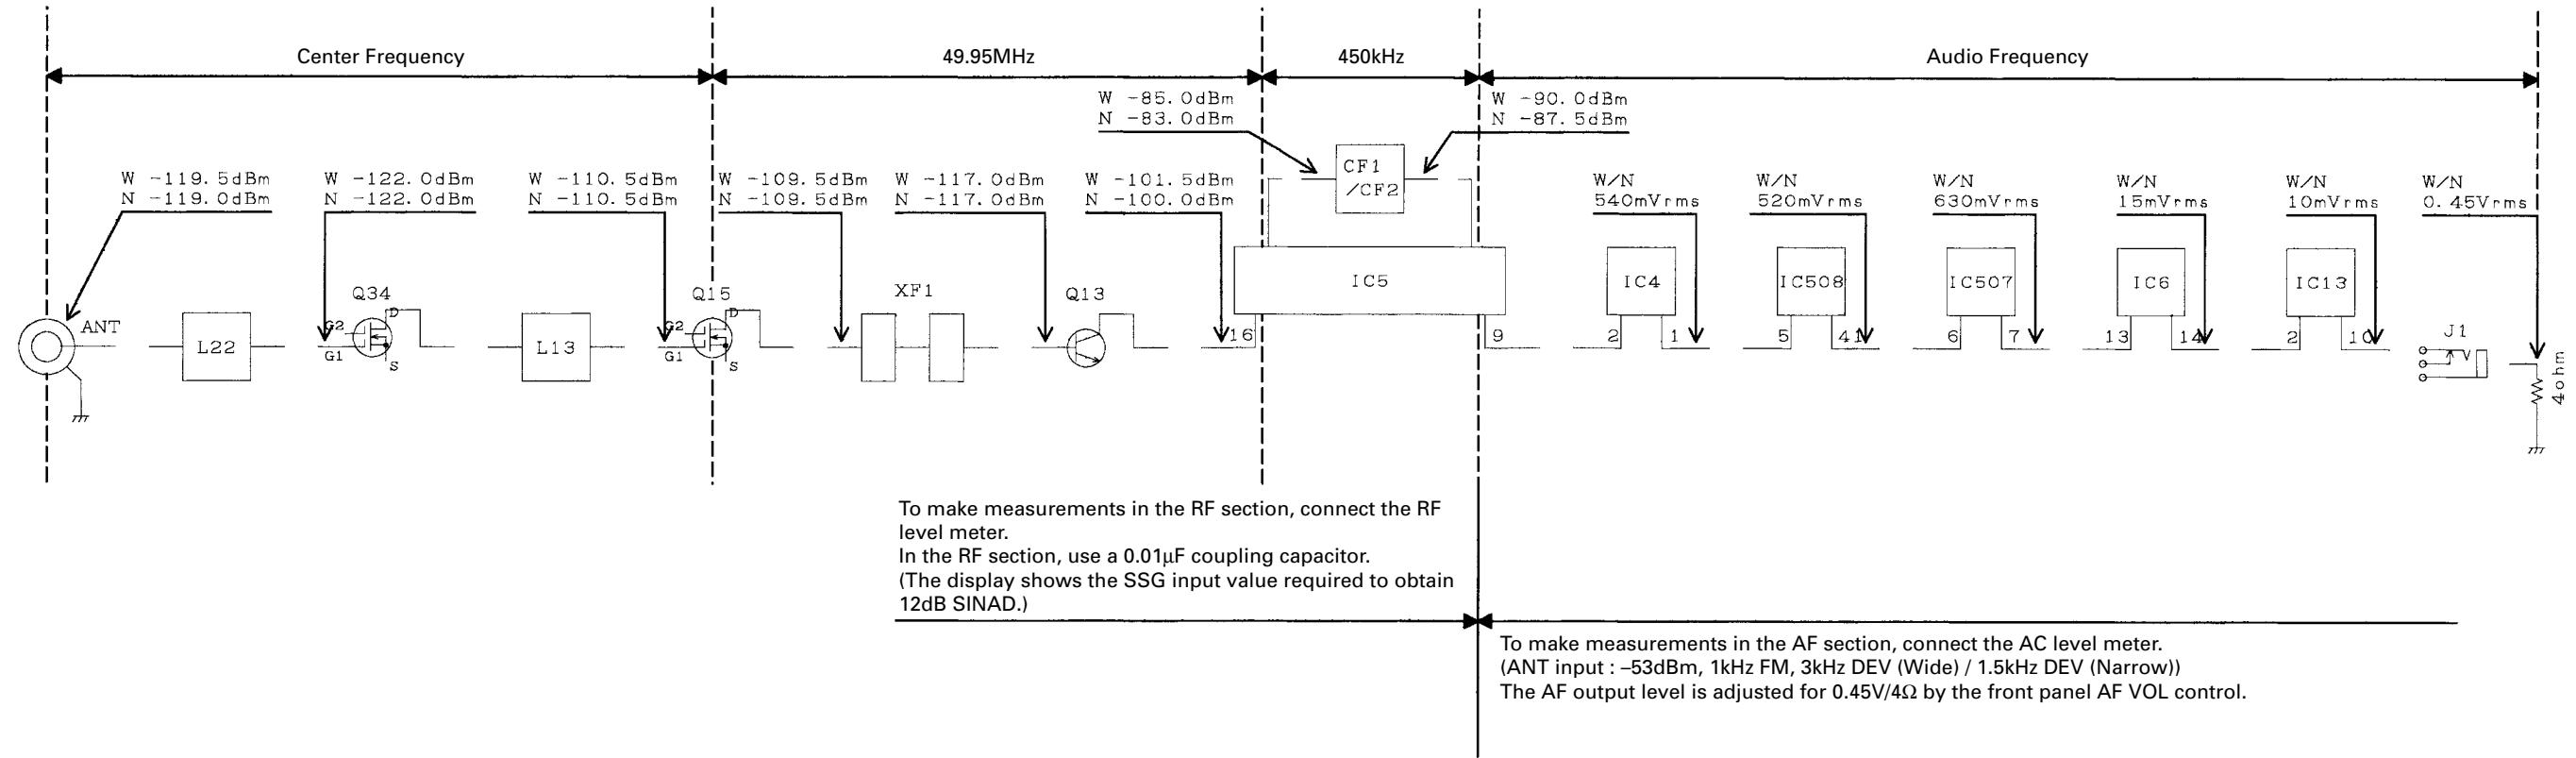 Center Frequency
49.95MHz
450kHz
Audio Frequency
W -85.0dBm
N -83.0dBm
W -90.0dBm
N -87.5dBm
W -119.5dBm
N -119.0dBm
W -122.0dBm
N -122.0dBm
W -110.5dBm
N -110.5dBm
W -109.5dBm
N -109.5dBm
W -117.0dBm
N -117.0dBm
W -101.5dBm
N -100.0dBm
CF1
/CF2
W/N
540mVrms
W/N
520mVrms
W/N
630mVrms
W/N
15mVrms
W/N
10mVrms
W/N
0.45Vrms
ANT
L22
Q34
G2
G1
D
S
L13
Q15
G2
G1
D
S
XF1
Q13
16
IC5
9
IC4
2
1
IC508
5
41
IC507
6
7
IC6
13
14
IC13
2
10
J1
4ohm
To make measurements in the RF section, connect the RF
level meter.
In the RF section, use a 0.01µF coupling capacitor.
(The display shows the SSG input value required to obtain
12dB SINAD.)
To make measurements in the AF section, connect the AC level meter.
(ANT input : –53dBm, 1kHz FM, 3kHz DEV (Wide) / 1.5kHz DEV (Narrow))
The AF output level is adjusted for 0.45V/4Ω by the front panel AF VOL control.